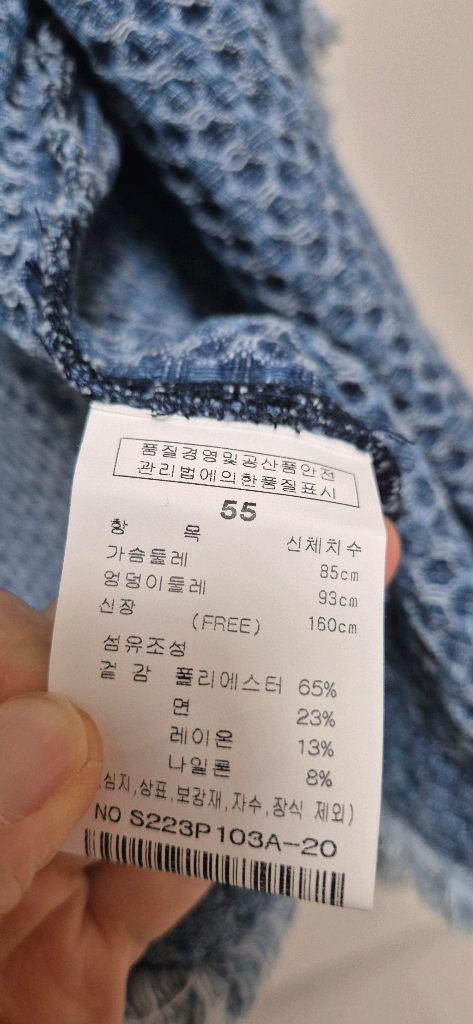 품질경영및공산품안전
관리법에의한품질표시
55
항 목 신체치수
가슴둘레 85cm
엉덩이둘레 93cm
신장 (FREE) 160cm
섬유조성
겉 감 폴리에스터 65%
면 23%
레이온 13%
나일론 8%
심지,상표,보강재,자수,장식 제외)
NO S223P103A-20